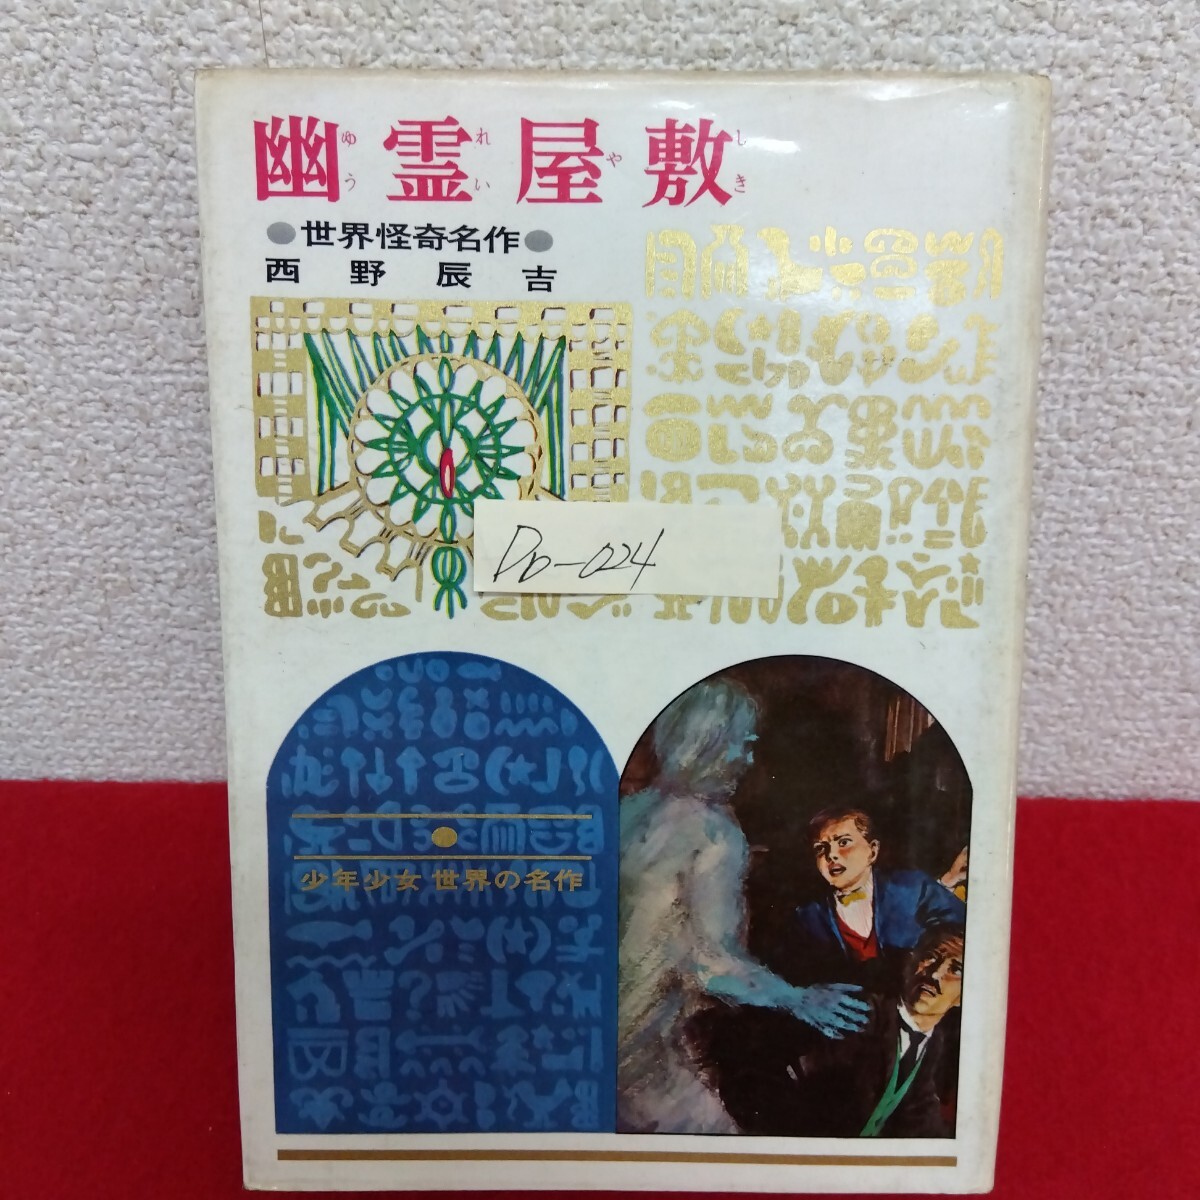 幽霊屋敷
ゆうれいやしき
●世界怪奇名作●
西野辰吉
Db-024
少年少女 世界の名作